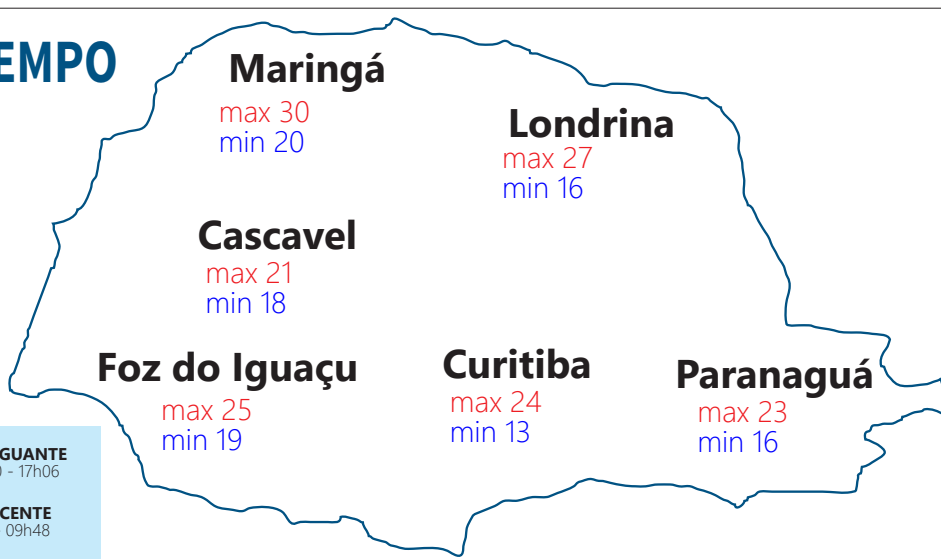 EMPO
Maringá
max 30
min 20
Londrina
max 27
min 16
Cascavel
max 21
min 18
Foz do Iguaçu
max 25
min 19
Curitiba
max 24
min 13
Paranaguá
max 23
min 16
GUANTE
- 17h06
CENTE
09h48